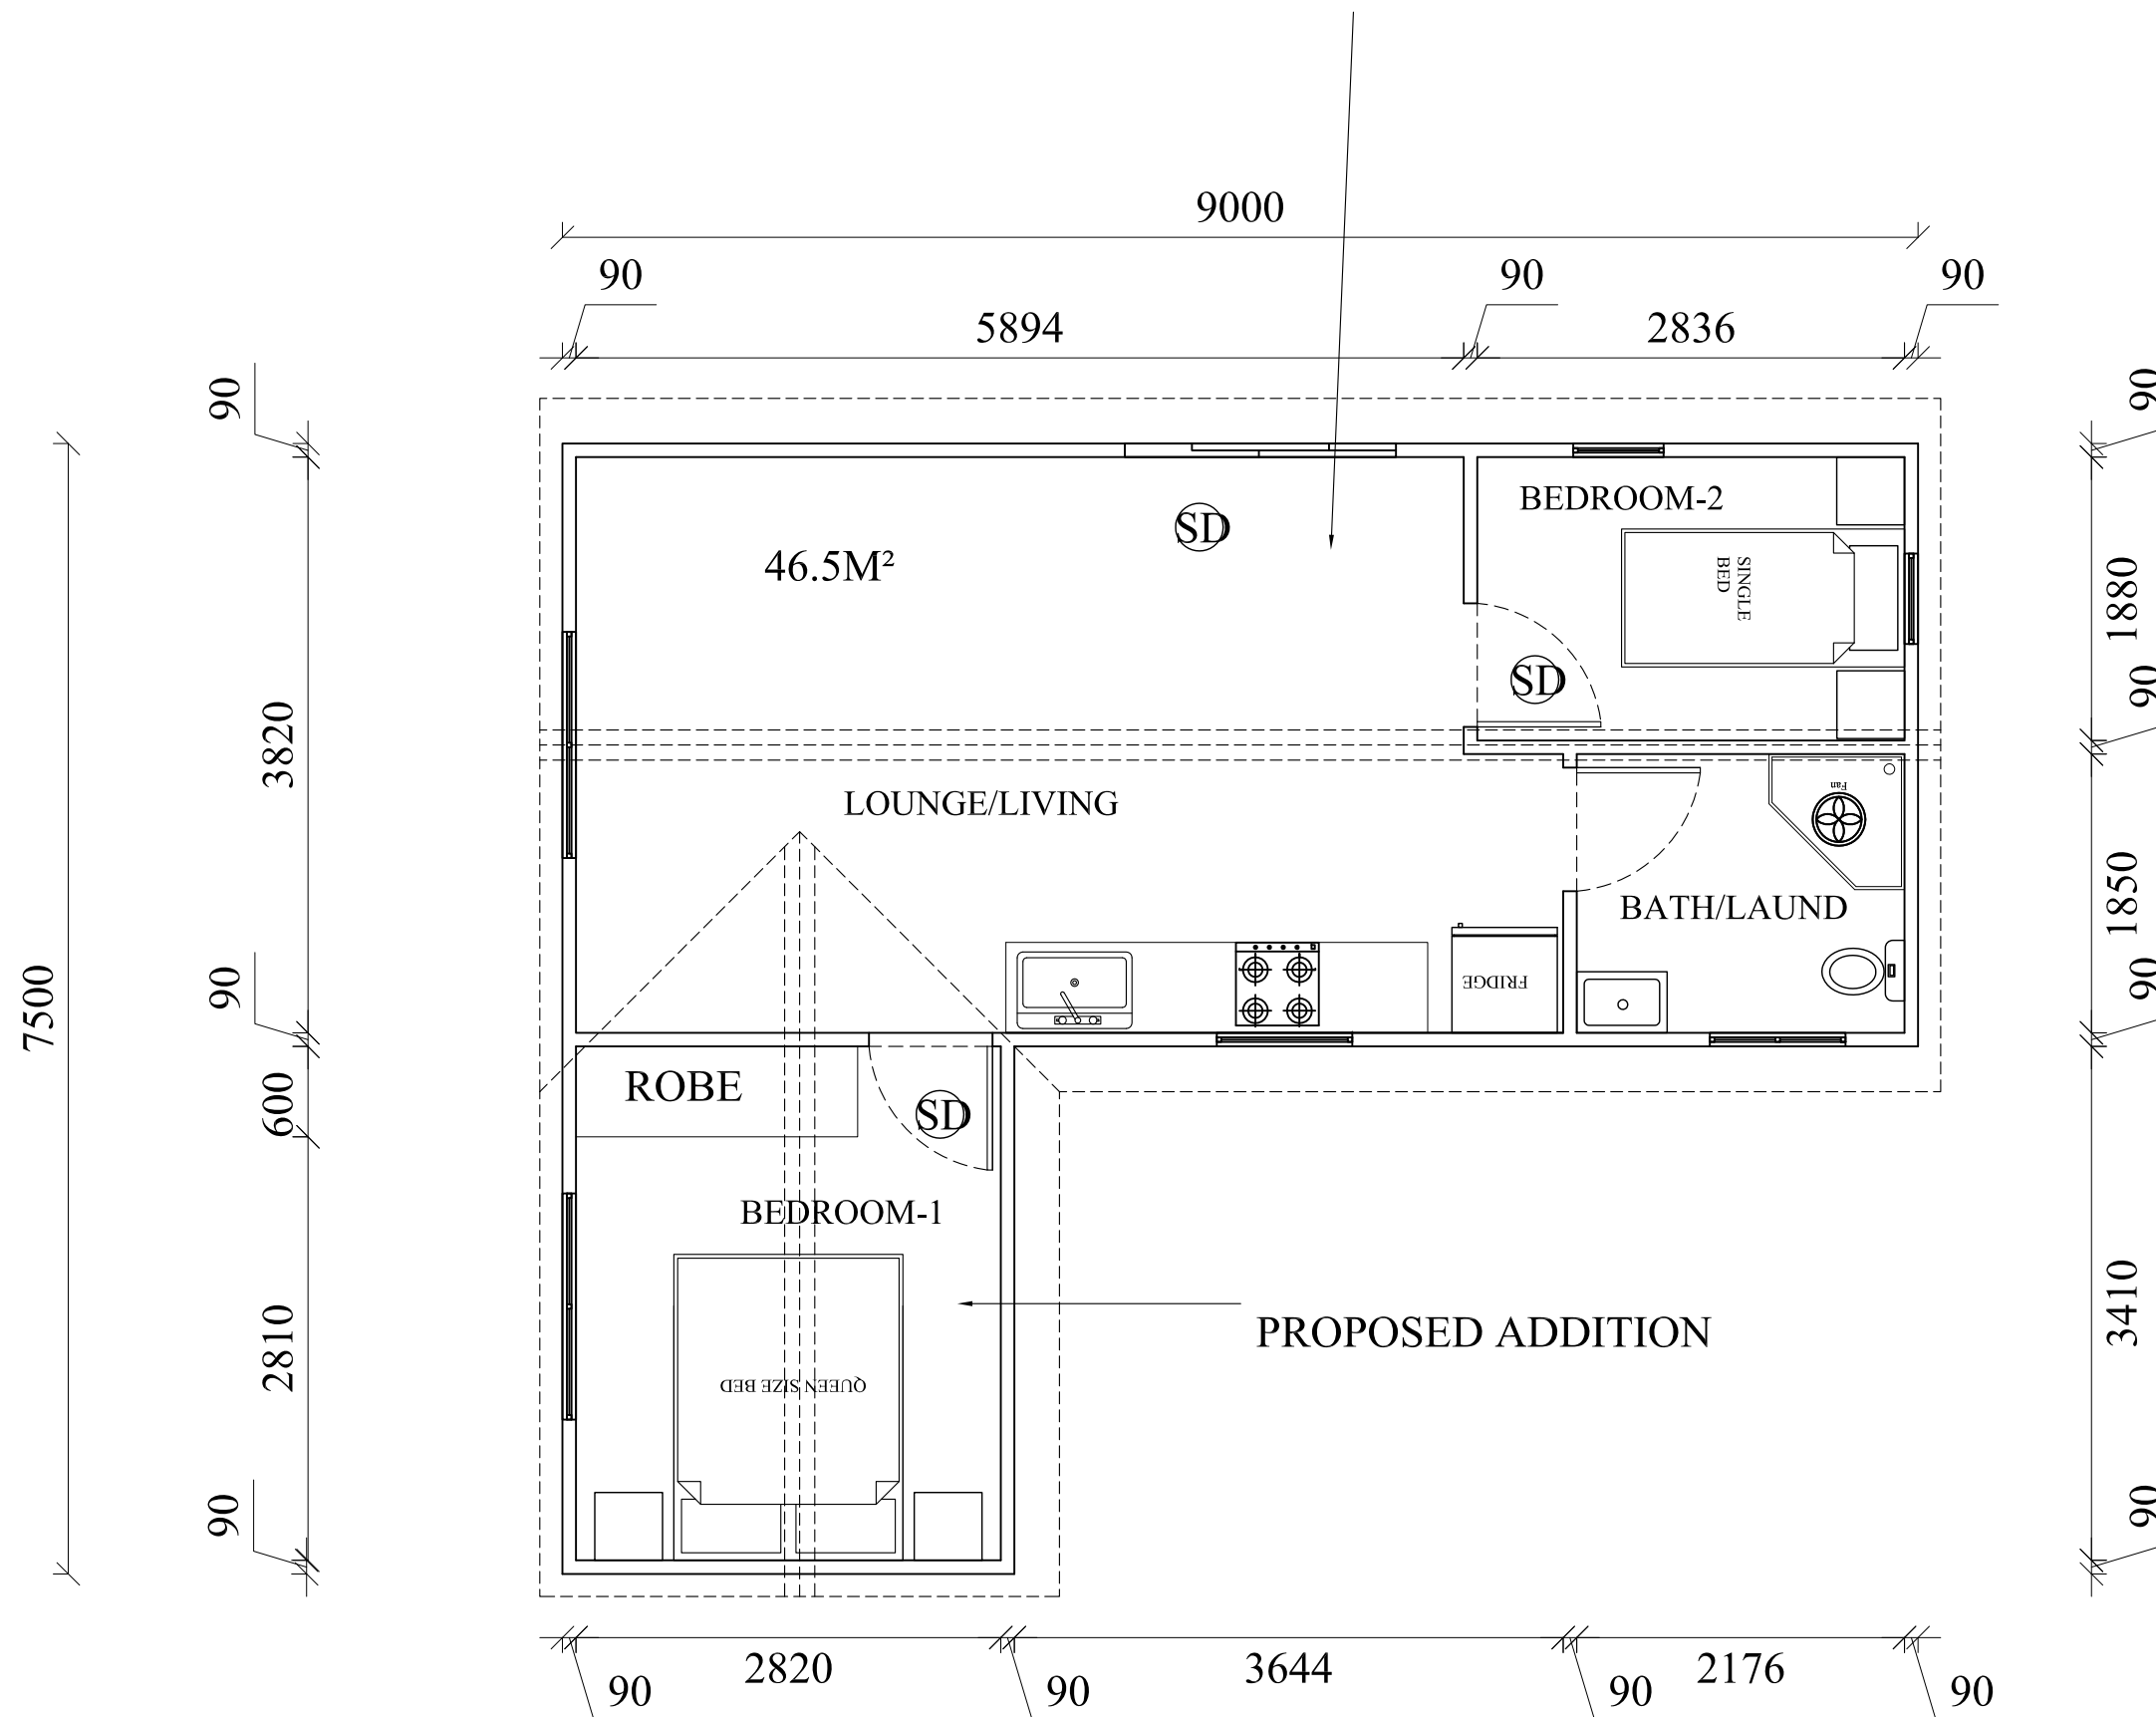 9000
90
90
90
5894
2836
90
90
BEDROOM-2
SD
46.5M²
SINGLE
BED
1880
SD
90
3820
Fan
LOUNGE/LIVING
1850
BATH/LAUND
90
7500
FRIDGE
90
ROBE
600
SD
BEDROOM-1
3410
PROPOSED ADDITION
2810
QUEEN SIZE BED
90
90
2820
3644
2176
90
90
90
90